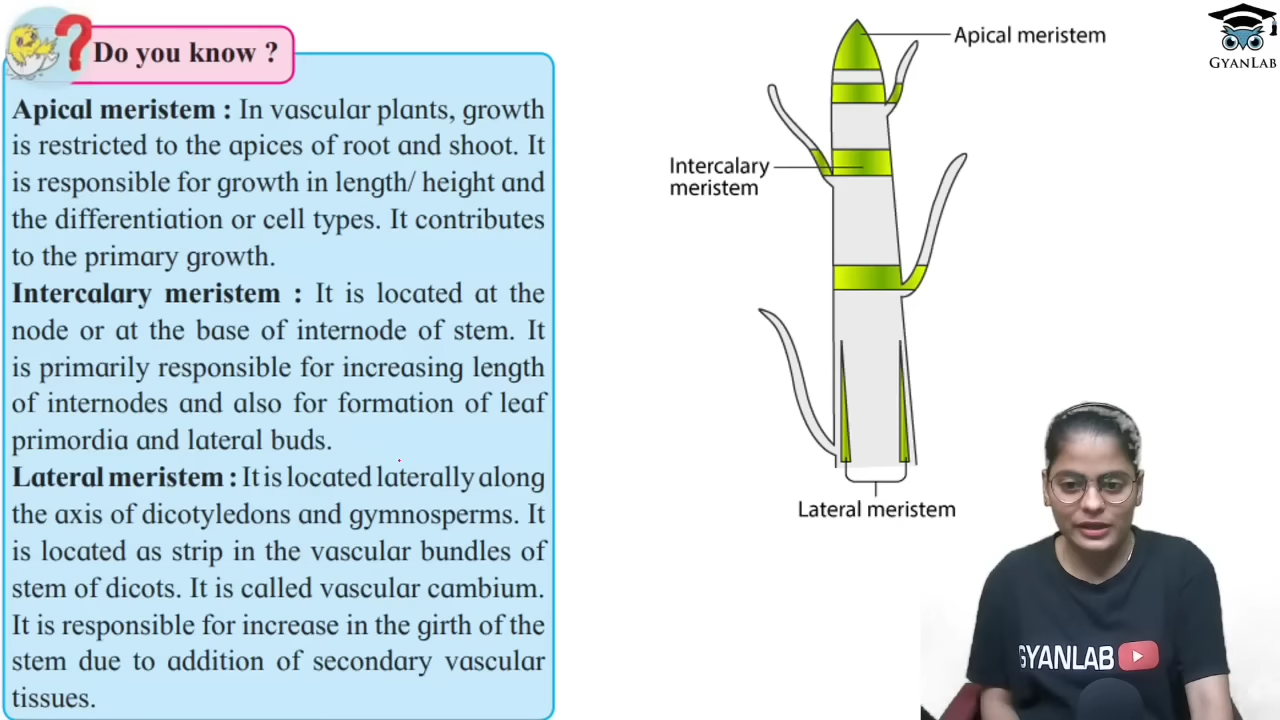 Do you know ?
Apical meristem : In vascular plants, growth
is restricted to the apices of root and shoot. It
is responsible for growth in length/ height and
the differentiation or cell types. It contributes
to the primary growth.
Intercalary meristem : It is located at the
node or at the base of internode of stem. It
is primarily responsible for increasing length
of internodes and also for formation of leaf
primordia and lateral buds.
Lateral meristem : It is located laterally along
the axis of dicotyledons and gymnosperms. It
is located as strip in the vascular bundles of
stem of dicots. It is called vascular cambium.
It is responsible for increase in the girth of the
stem due to addition of secondary vascular
tissues.
Apical meristem
Intercalary
meristem
Lateral meristem
GYANLAB
GYANLAB